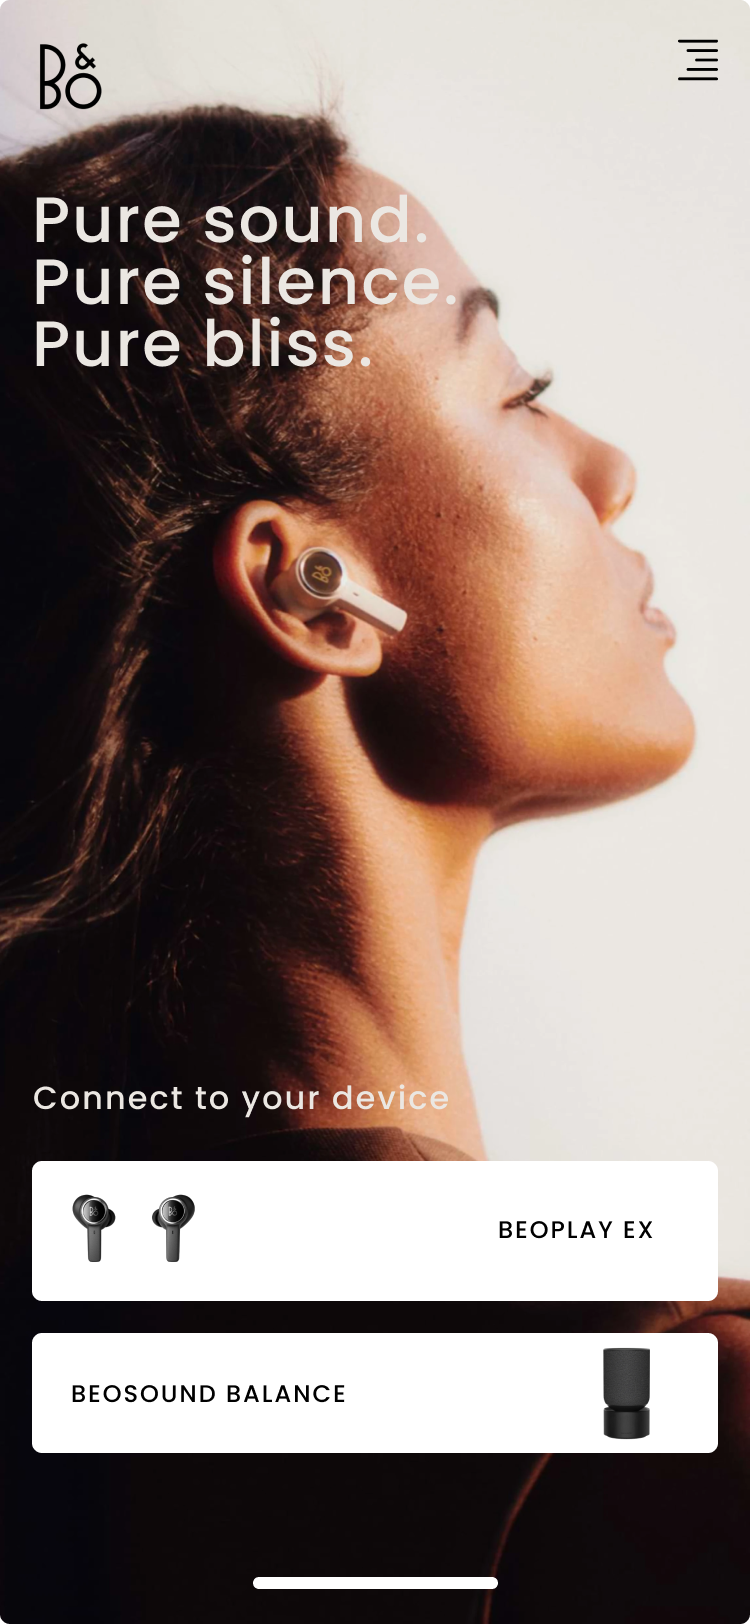 B&O
Pure sound.
Pure silence.
Pure bliss.
B&O
Connect to your device
B&O B&O BEOPLAY EX
BEOSOUND BALANCE